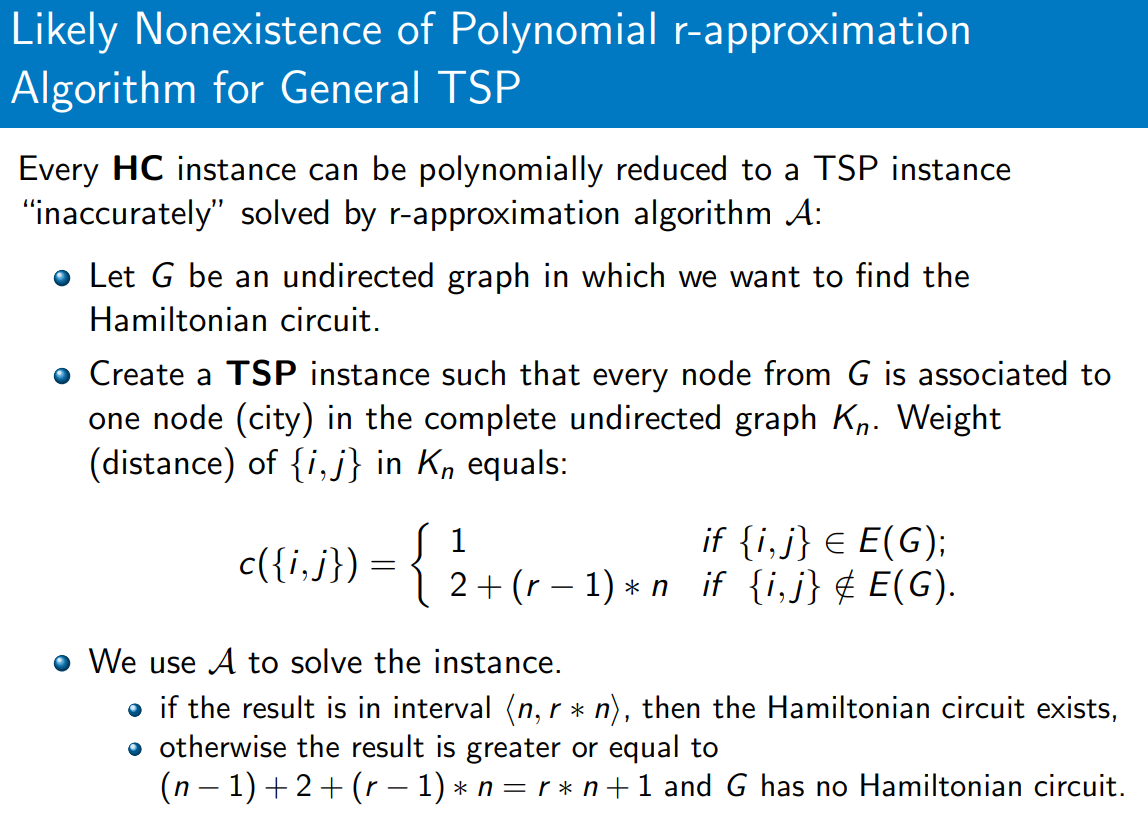 Likely Nonexistence of Polynomial r-approximation
Algorithm for General TSP
Every HC instance can be polynomially reduced to a TSP instance
“inaccurately” solved by r-approximation algorithm 𝒜:
Let G be an undirected graph in which we want to find the
Hamiltonian circuit.
Create a TSP instance such that every node from G is associated to
one node (city) in the complete undirected graph Kₙ. Weight
(distance) of {i, j} in Kₙ equals:
c({i, j}) = { 1 if {i, j} ∈ E(G);
2 + (r − 1) ∗ n if {i, j} ∉ E(G).
We use 𝒜 to solve the instance.
if the result is in interval ⟨n, r ∗ n⟩, then the Hamiltonian circuit exists,
otherwise the result is greater or equal to
(n − 1) + 2 + (r − 1) ∗ n = r ∗ n + 1 and G has no Hamiltonian circuit.